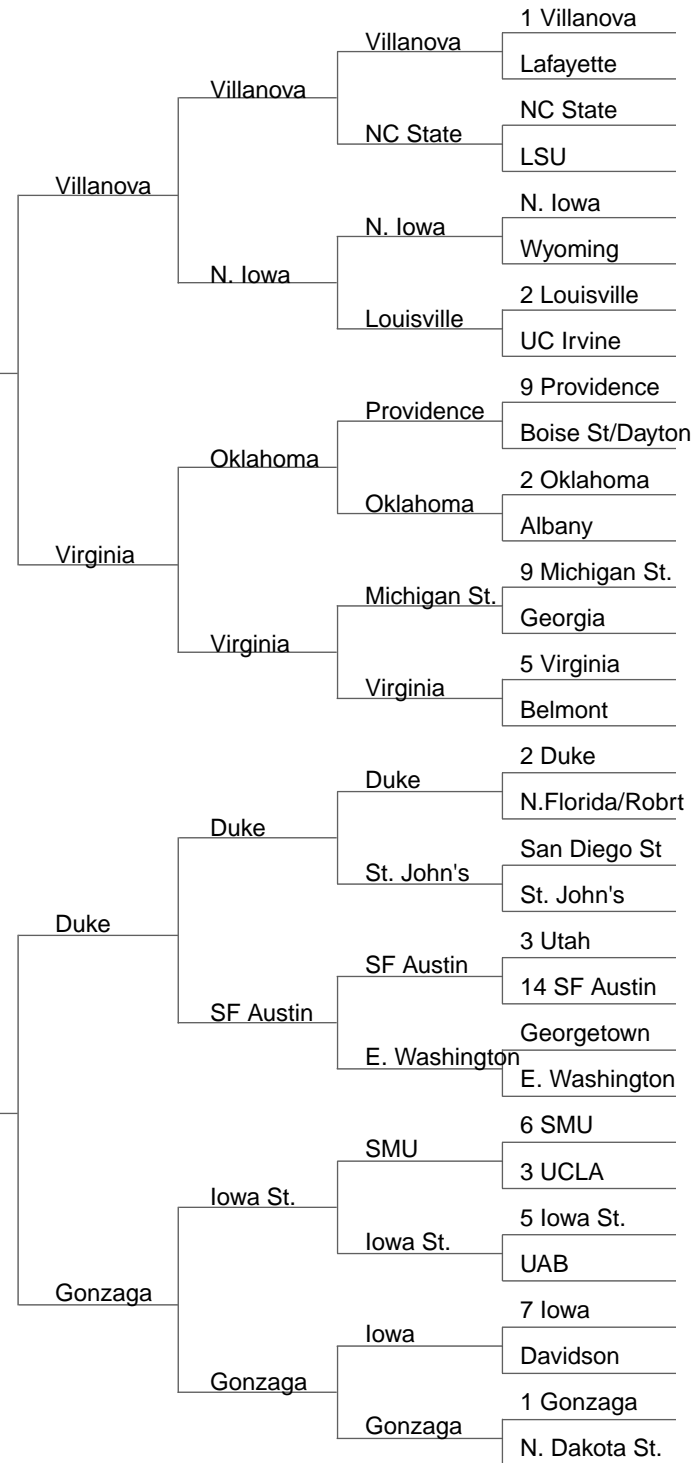 1 Villanova
Villanova
Lafayette
Villanova
NC State
NC State
LSU
Villanova
N. Iowa
N. Iowa
Wyoming
N. Iowa
2 Louisville
Louisville
UC Irvine
9 Providence
Providence
Boise St/Dayton
Oklahoma
2 Oklahoma
Oklahoma
Albany
Virginia
9 Michigan St.
Michigan St.
Georgia
Virginia
5 Virginia
Virginia
Belmont
2 Duke
Duke
N.Florida/Robrt
Duke
San Diego St
St. John's
St. John's
Duke
3 Utah
SF Austin
14 SF Austin
SF Austin
Georgetown
E. Washington
E. Washington
6 SMU
SMU
3 UCLA
Iowa St.
5 Iowa St.
Iowa St.
UAB
Gonzaga
7 Iowa
Iowa
Davidson
Gonzaga
1 Gonzaga
Gonzaga
N. Dakota St.